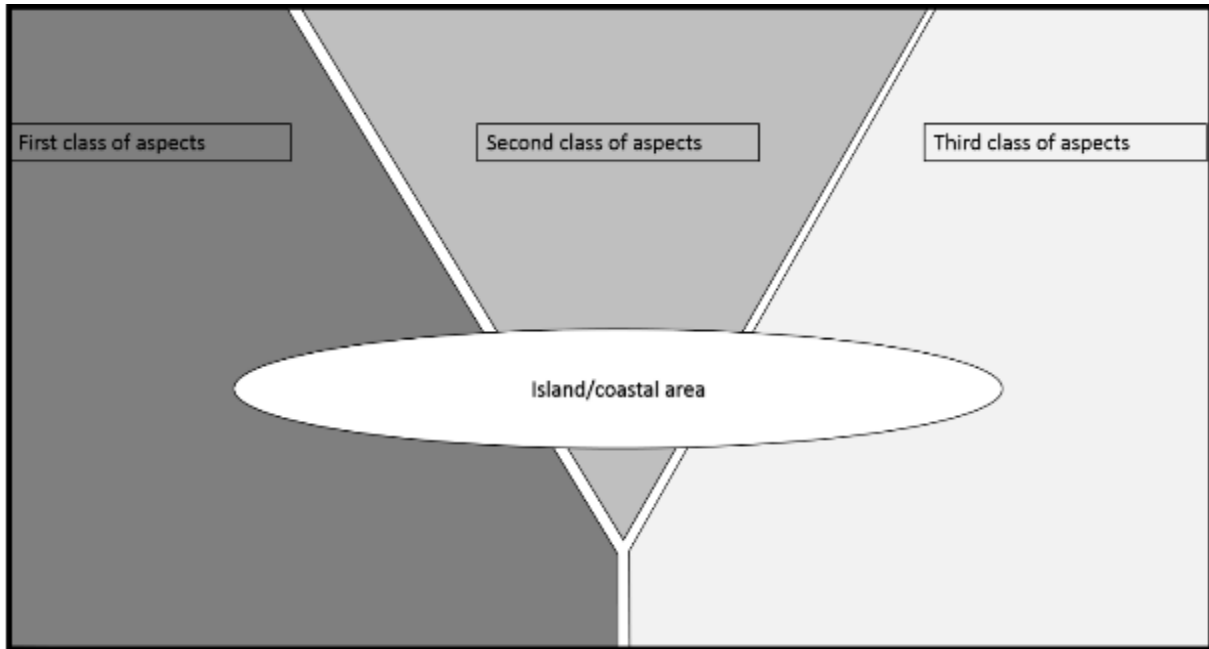 First class of aspects
Second class of aspects
Third class of aspects
Island/coastal area